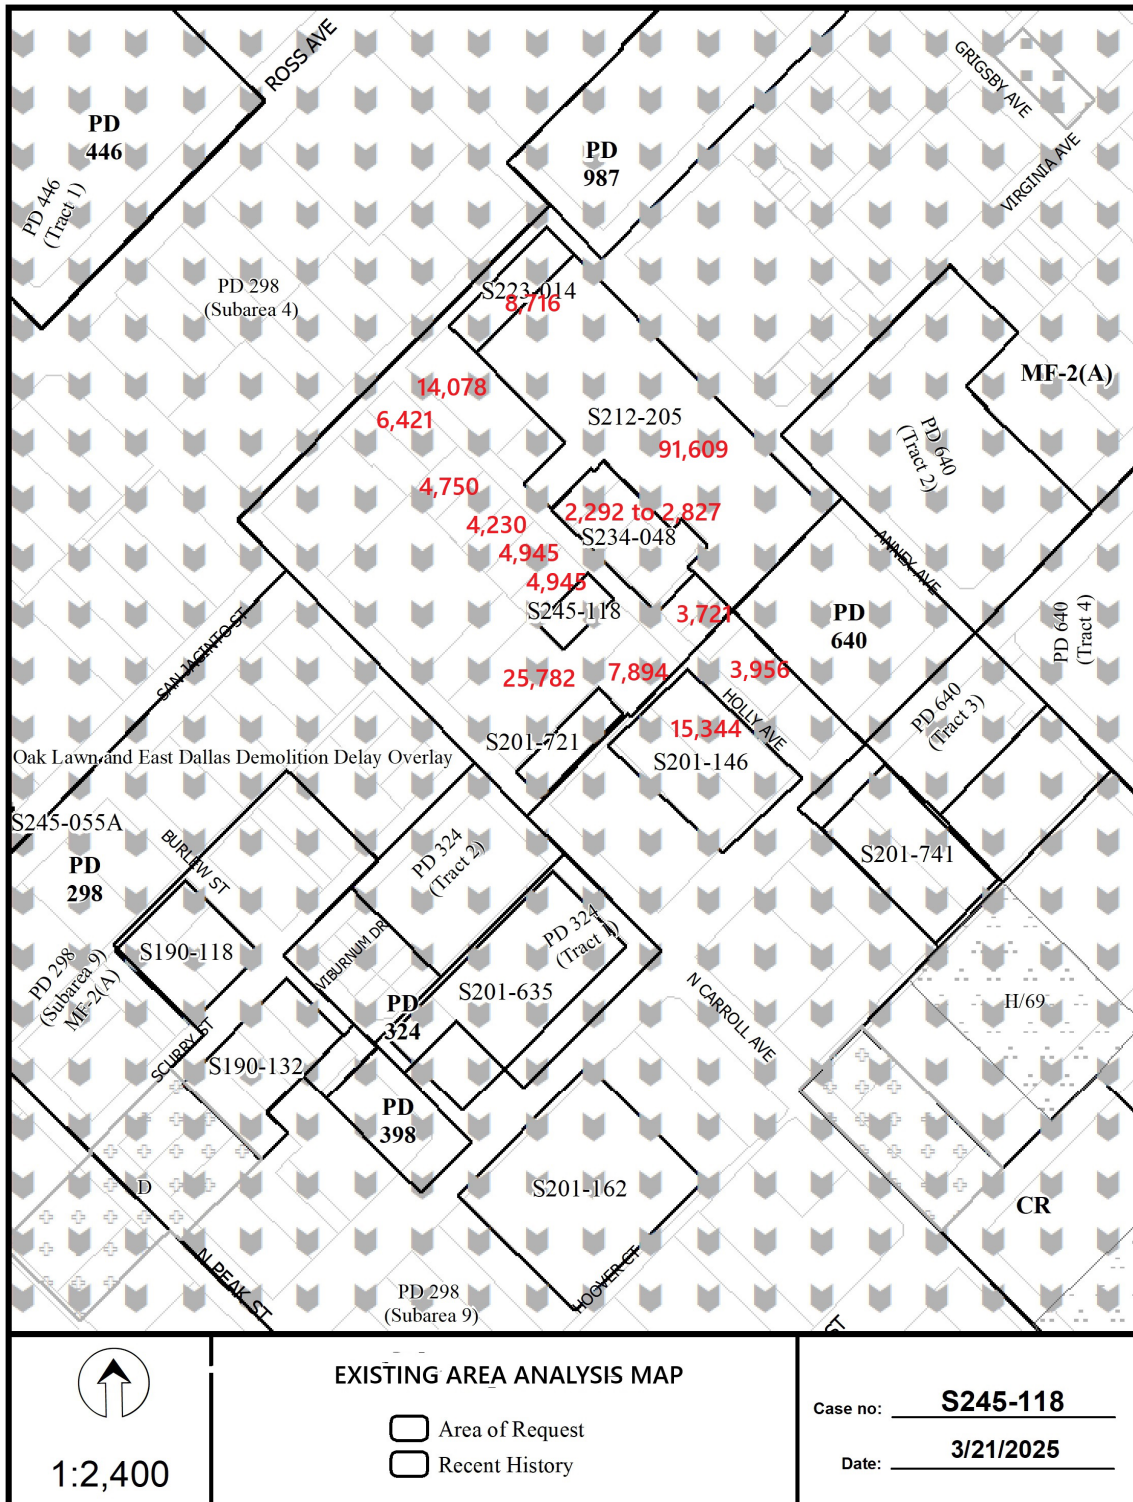 ROSS AVE
GRIGSBY AVE
VIRGINIA AVE
PD
446
PD 446
(Tract 1)
PD
987
PD 298
(Subarea 4)
S223-014
8,716
14,078
6,421
S212-205
91,609
MF-2(A)
PD 640
(Tract 2)
4,750
4,230
2,292 to 2,827
S234-048
4,945
4,945
S245-118
3,721
ANNEX AVE
PD
640
PD 640
(Tract 4)
SAN JACINTO ST
25,782
7,894
3,956
HOLLY AVE
PD 640
(Tract 3)
15,344
S201-721
S201-146
Oak Lawn and East Dallas Demolition Delay Overlay
S245-055A
PD
298
BURLEW ST
PD 324
(Tract 2)
S201-741
S190-118
PD 298
(Subarea 9)
MF-2(A)
VIBURNUM DR
PD 324
(Tract 1)
S201-635
PD
324
N CARROLL AVE
H/69
SCURRY ST
S190-132
PD
398
D
S201-162
CR
N PEAK ST
HOOVER CT
PD 298
(Subarea 9)
ST
1:2,400
EXISTING AREA ANALYSIS MAP
Area of Request
Recent History
Case no: S245-118
Date: 3/21/2025